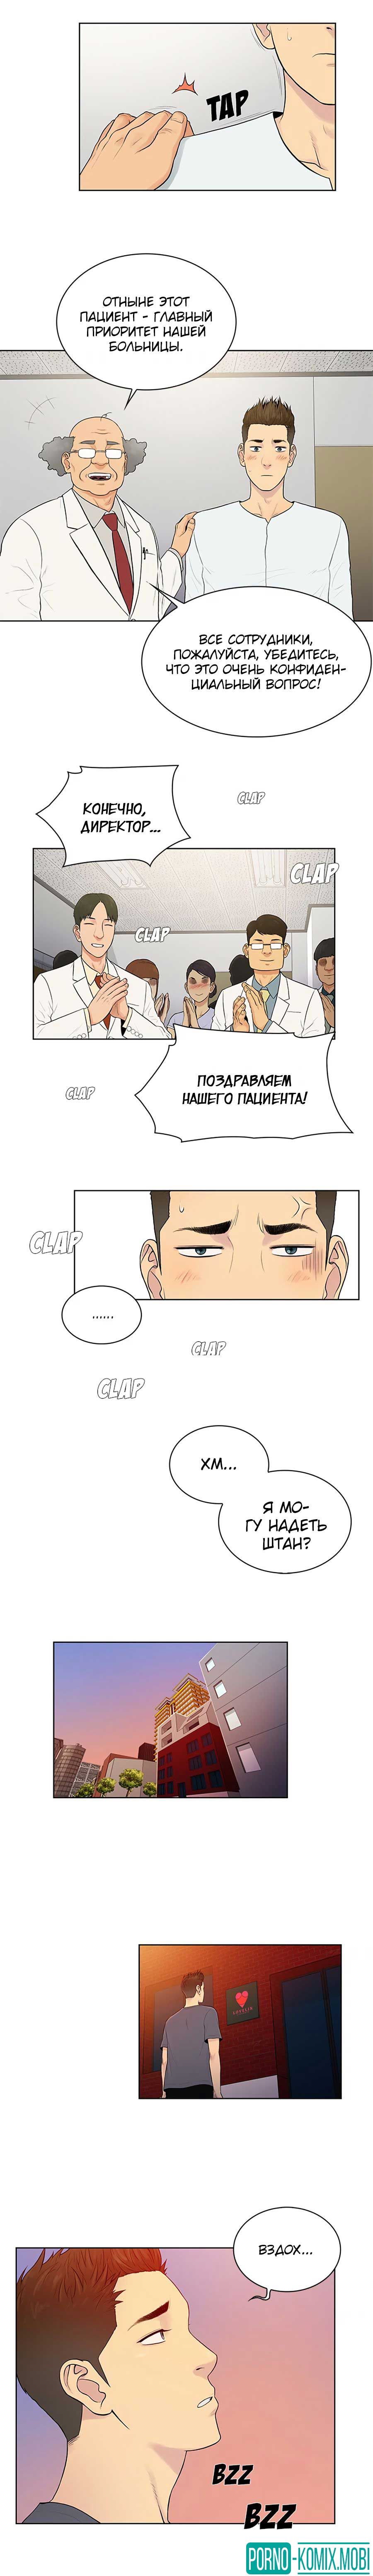 TAP
ОТНЫНЕ ЭТОТ
ПАЦИЕНТ - ГЛАВНЫЙ
ПРИОРИТЕТ НАШЕЙ
БОЛЬНИЦЫ.
ВСЕ СОТРУДНИКИ,
ПОЖАЛУЙСТА, УБЕДИТЕСЬ,
ЧТО ЭТО ОЧЕНЬ КОНФИДЕН-
ЦИАЛЬНЫЙ ВОПРОС!
КОНЕЧНО,
ДИРЕКТОР...
CLAP
CLAP
CLAP
ПОЗДРАВЛЯЕМ
НАШЕГО ПАЦИЕНТА!
CLAP
CLAP
......
CLAP
CLAP
ХМ...
Я МО-
ГУ НАДЕТЬ
ШТАН?
ВЗДОХ...
BZZ
BZZ
PORNO-KOMIX.MOBI